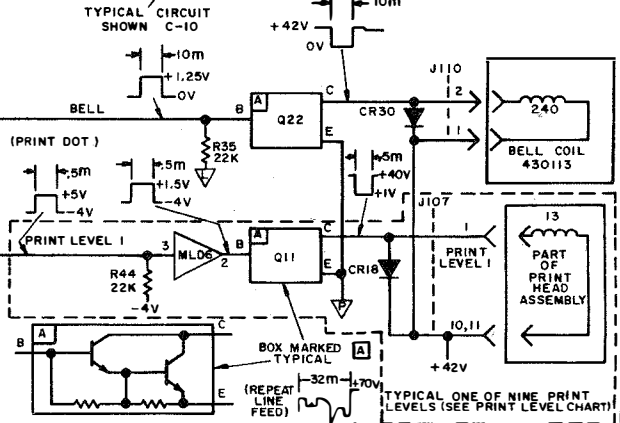 TYPICAL CIRCUIT
SHOWN C-10
10m
+42V
0V
10m
+1.25V
0V
BELL
B
A
Q22
C
E
CR30
J110
2
1
240
BELL COIL
430113
(PRINT DOT)
R35
22K
.5m
+5V
-4V
.5m
+1.5V
-4V
.5m
+40V
+1V
J107
PRINT LEVEL 1
3
MLD6
2
B
A
Q11
C
E
CR18
1
PRINT
LEVEL 1
13
PART
OF
PRINT
HEAD
ASSEMBLY
R44
22K
-4V
10,11
+42V
A
B
C
E
BOX MARKED
TYPICAL
A
(REPEAT
LINE
FEED)
32m
+70V
TYPICAL ONE OF NINE PRINT
LEVELS (SEE PRINT LEVEL CHART)